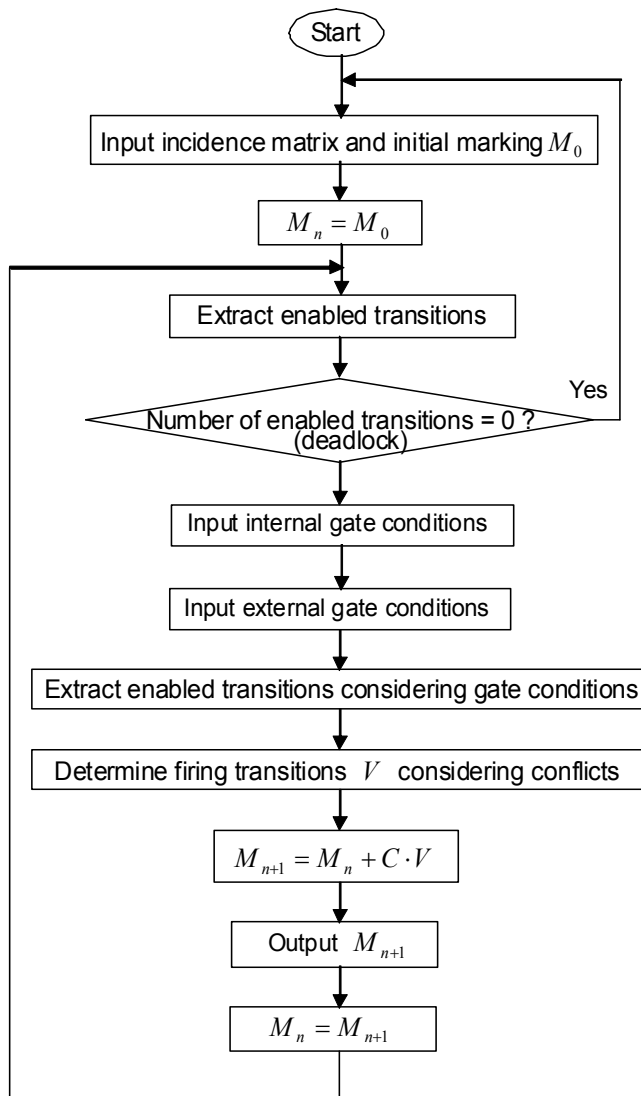 Start
Input incidence matrix and initial marking M₀
Mₙ = M₀
Extract enabled transitions
Yes
Number of enabled transitions = 0 ?
(deadlock)
Input internal gate conditions
Input external gate conditions
Extract enabled transitions considering gate conditions
Determine firing transitions V considering conflicts
Mₙ₊₁ = Mₙ + C · V
Output Mₙ₊₁
Mₙ = Mₙ₊₁